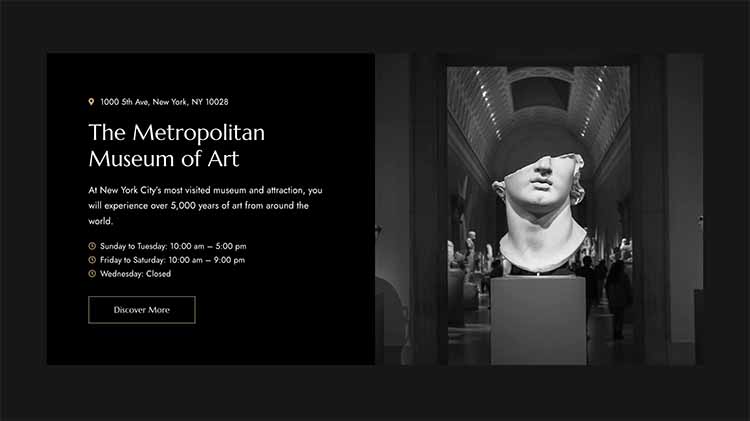 1000 5th Ave, New York, NY 10028
The Metropolitan
Museum of Art
At New York City's most visited museum and attraction, you
will experience over 5,000 years of art from around the
world.
Sunday to Tuesday: 10:00 am – 5:00 pm
Friday to Saturday: 10:00 am – 9:00 pm
Wednesday: Closed
Discover More